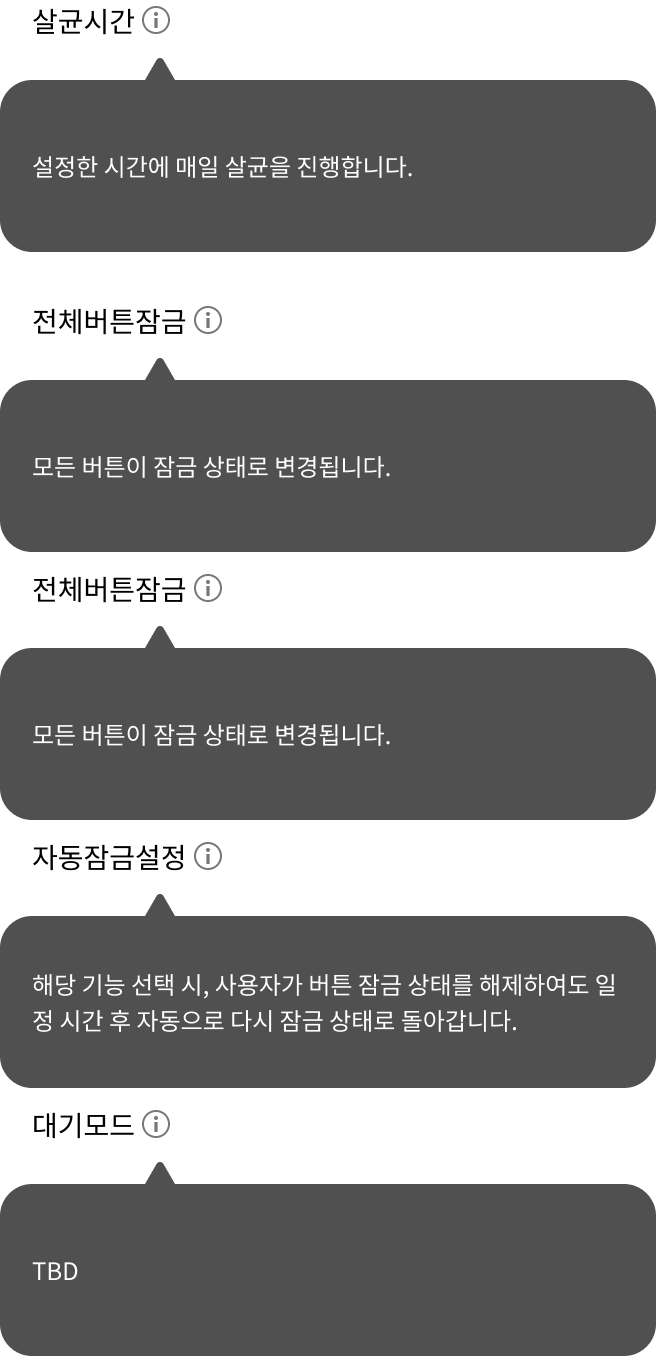 살균시간
설정한 시간에 매일 살균을 진행합니다.
전체버튼잠금
모든 버튼이 잠금 상태로 변경됩니다.
전체버튼잠금
모든 버튼이 잠금 상태로 변경됩니다.
자동잠금설정
해당 기능 선택 시, 사용자가 버튼 잠금 상태를 해제하여도 일
정 시간 후 자동으로 다시 잠금 상태로 돌아갑니다.
대기모드
TBD